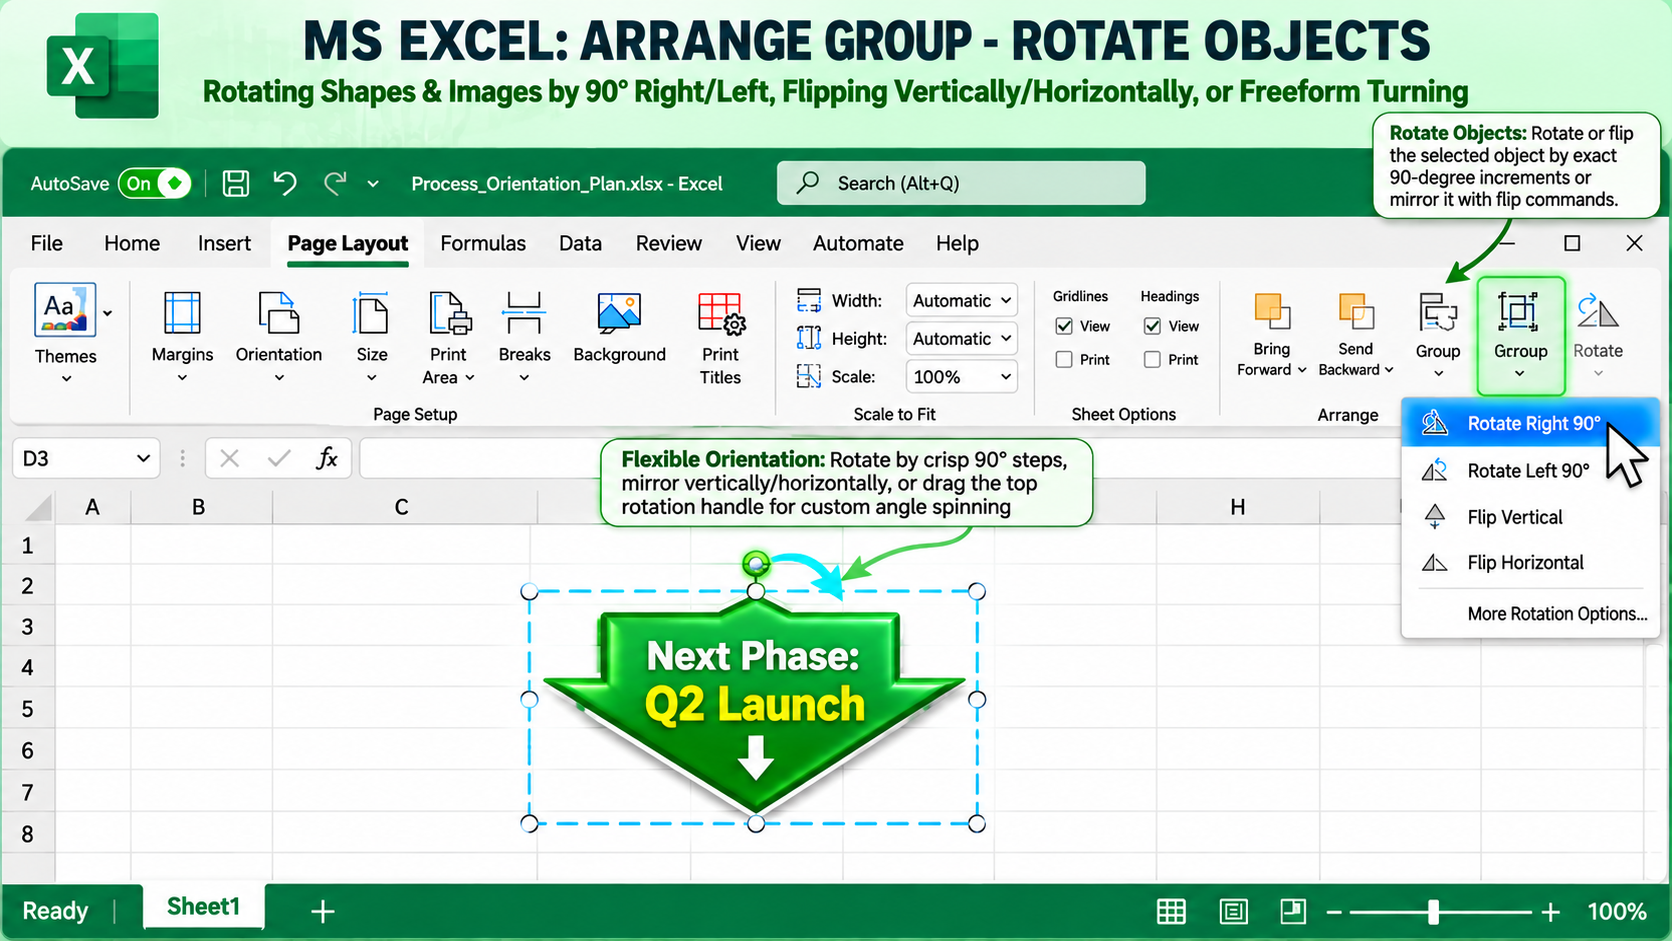 X
MS EXCEL: ARRANGE GROUP - ROTATE OBJECTS
Rotating Shapes & Images by 90° Right/Left, Flipping Vertically/Horizontally, or Freeform Turning
Rotate Objects: Rotate or flip
the selected object by exact
90-degree increments or
mirror it with flip commands.
AutoSave On
Process_Orientation_Plan.xlsx - Excel
Search (Alt+Q)
File Home Insert Page Layout Formulas Data Review View Automate Help
Aa
Themes
Margins
Orientation
Size
Print
Area
Breaks
Background
Print
Titles
Page Setup
Width: Automatic
Height: Automatic
Scale: 100%
Scale to Fit
Gridlines
View
Print
Headings
View
Print
Sheet Options
Bring
Forward
Send
Backward
Group
Gcroup
Rotate
Arrange
Rotate Right 90°
Rotate Left 90°
Flip Vertical
Flip Horizontal
More Rotation Options...
D3
fx
Flexible Orientation: Rotate by crisp 90° steps,
mirror vertically/horizontally, or drag the top
rotation handle for custom angle spinning
A B C H
1
2
3
4
5
6
7
8
Next Phase:
Q2 Launch
Ready
Sheet1
100%